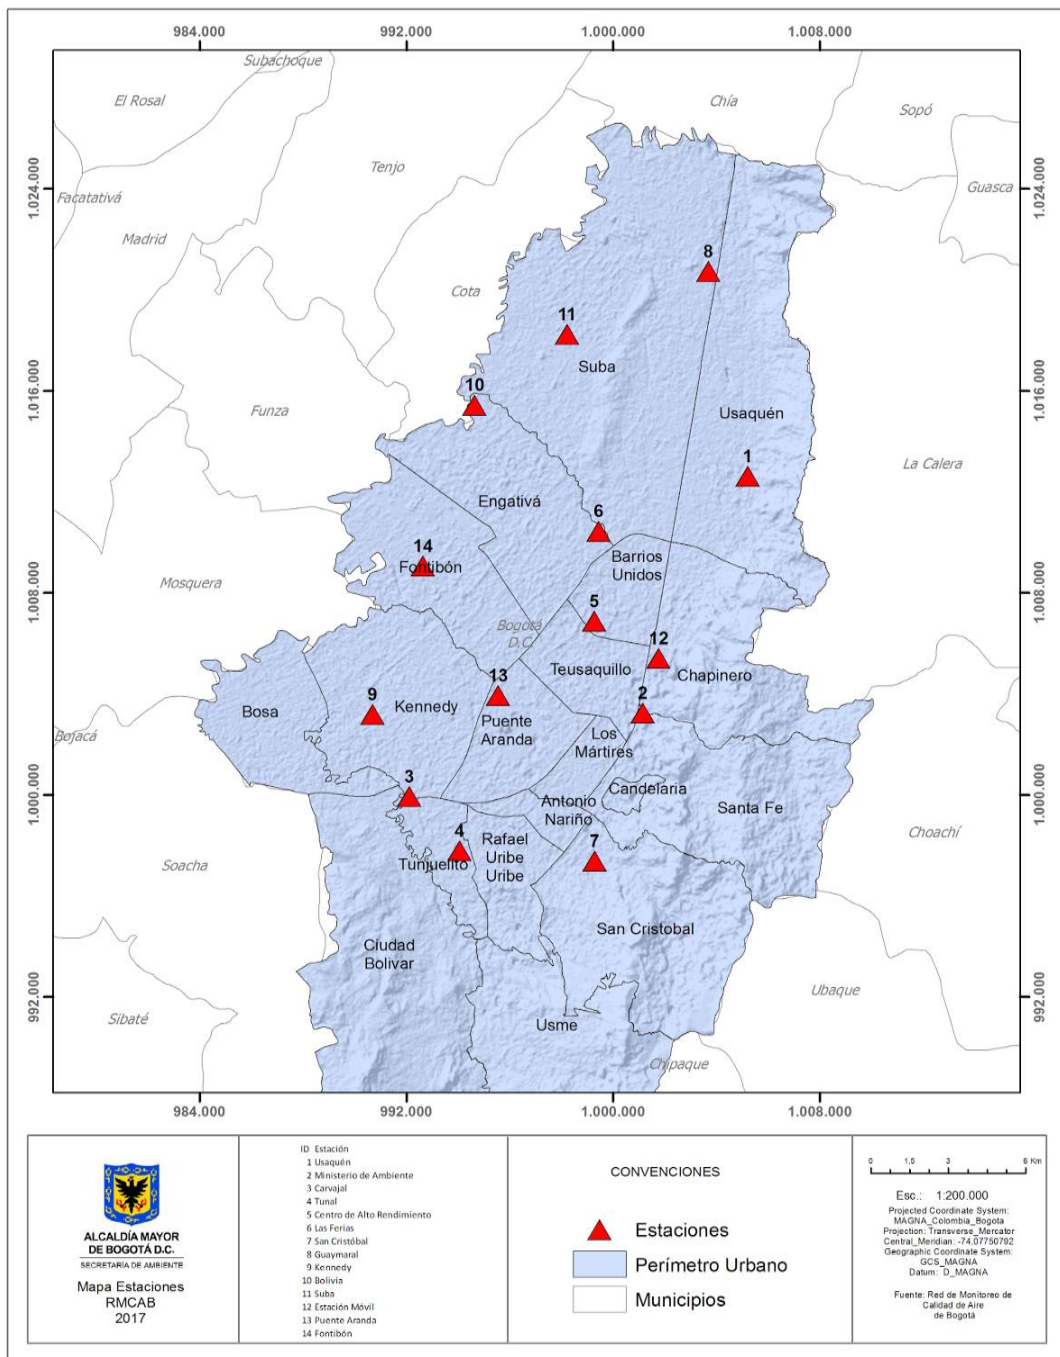 984.000
992.000
1.000.000
1.008.000
Subachoque
El Rosal
Chía
Sopó
Tenjo
1.024.000
1.024.000
Guasca
Facatativá
Madrid
8
Cota
11
Suba
10
1.016.000
1.016.000
Funza
Usaquén
La Calera
1
Engativá
6
14
Fontibón
Barrios
Unidos
Mosquera
1.008.000
1.008.000
5
Bogotá
D.C.
12
Teusaquillo
Chapinero
13
2
9
Kennedy
Bosa
Puente
Aranda
Los
Mártires
Bojacá
3
Candelaria
1.000.000
1.000.000
Antonio
Nariño
Santa Fe
4
Rafael
Uribe
Uribe
7
Choachí
Soacha
Tunjuelito
San Cristobal
Ciudad
Bolivar
992.000
992.000
Ubaque
Sibaté
Usme
Chipaque
984.000
992.000
1.000.000
1.008.000
ALCALDÍA MAYOR
DE BOGOTÁ D.C.
SECRETARÍA DE AMBIENTE
Mapa Estaciones
RMCAB
2017
ID Estación
1 Usaquén
2 Ministerio de Ambiente
3 Carvajal
4 Tunal
5 Centro de Alto Rendimiento
6 Las Ferias
7 San Cristóbal
8 Guaymaral
9 Kennedy
10 Bolivia
11 Suba
12 Estación Móvil
13 Puente Aranda
14 Fontibón
CONVENCIONES
Estaciones
Perímetro Urbano
Municipios
0 1,5 3 6 Km
Esc.: 1:200.000
Projected Coordinate System:
MAGNA_Colombia_Bogota
Projection: Transverse_Mercator
Central_Meridian: -74,07750792
Geographic Coordinate System:
GCS_MAGNA
Datum: D_MAGNA
Fuente: Red de Monitoreo de
Calidad de Aire
de Bogotá